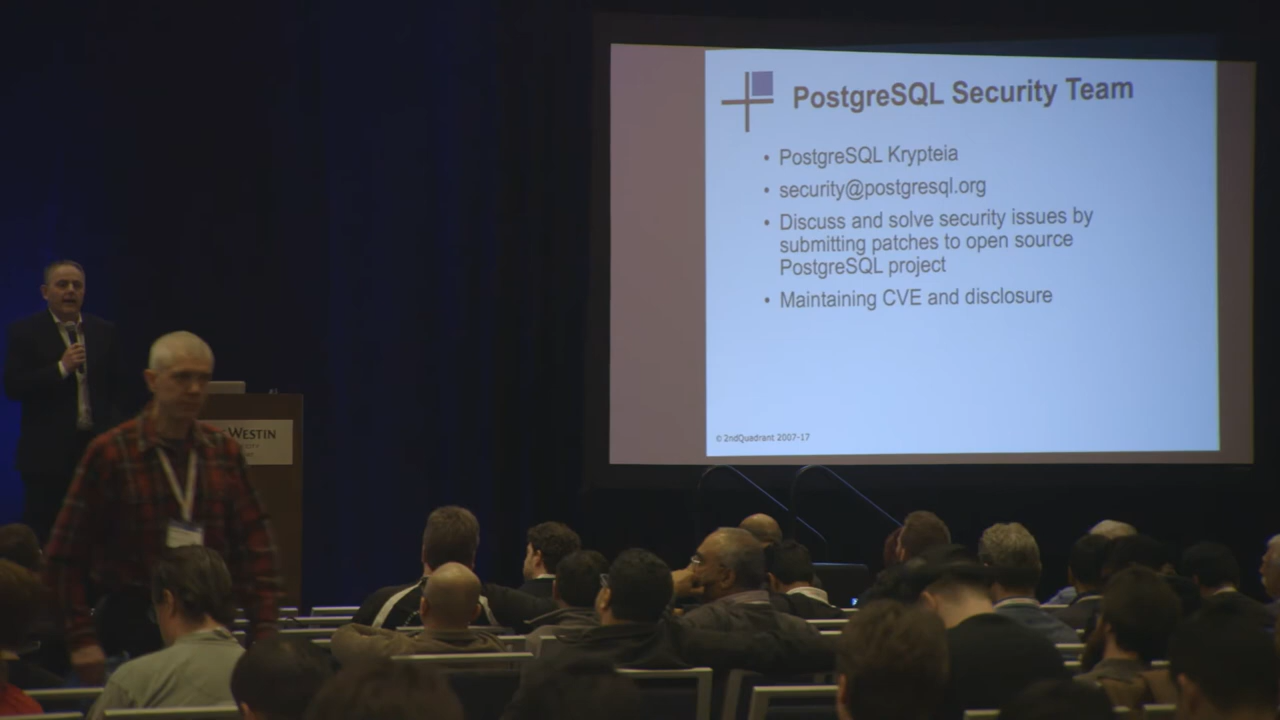 PostgreSQL Security Team
• PostgreSQL Krypteia
• security@postgresql.org
• Discuss and solve security issues by
submitting patches to open source
PostgreSQL project
• Maintaining CVE and disclosure
© 2ndQuadrant 2007-17
WESTIN